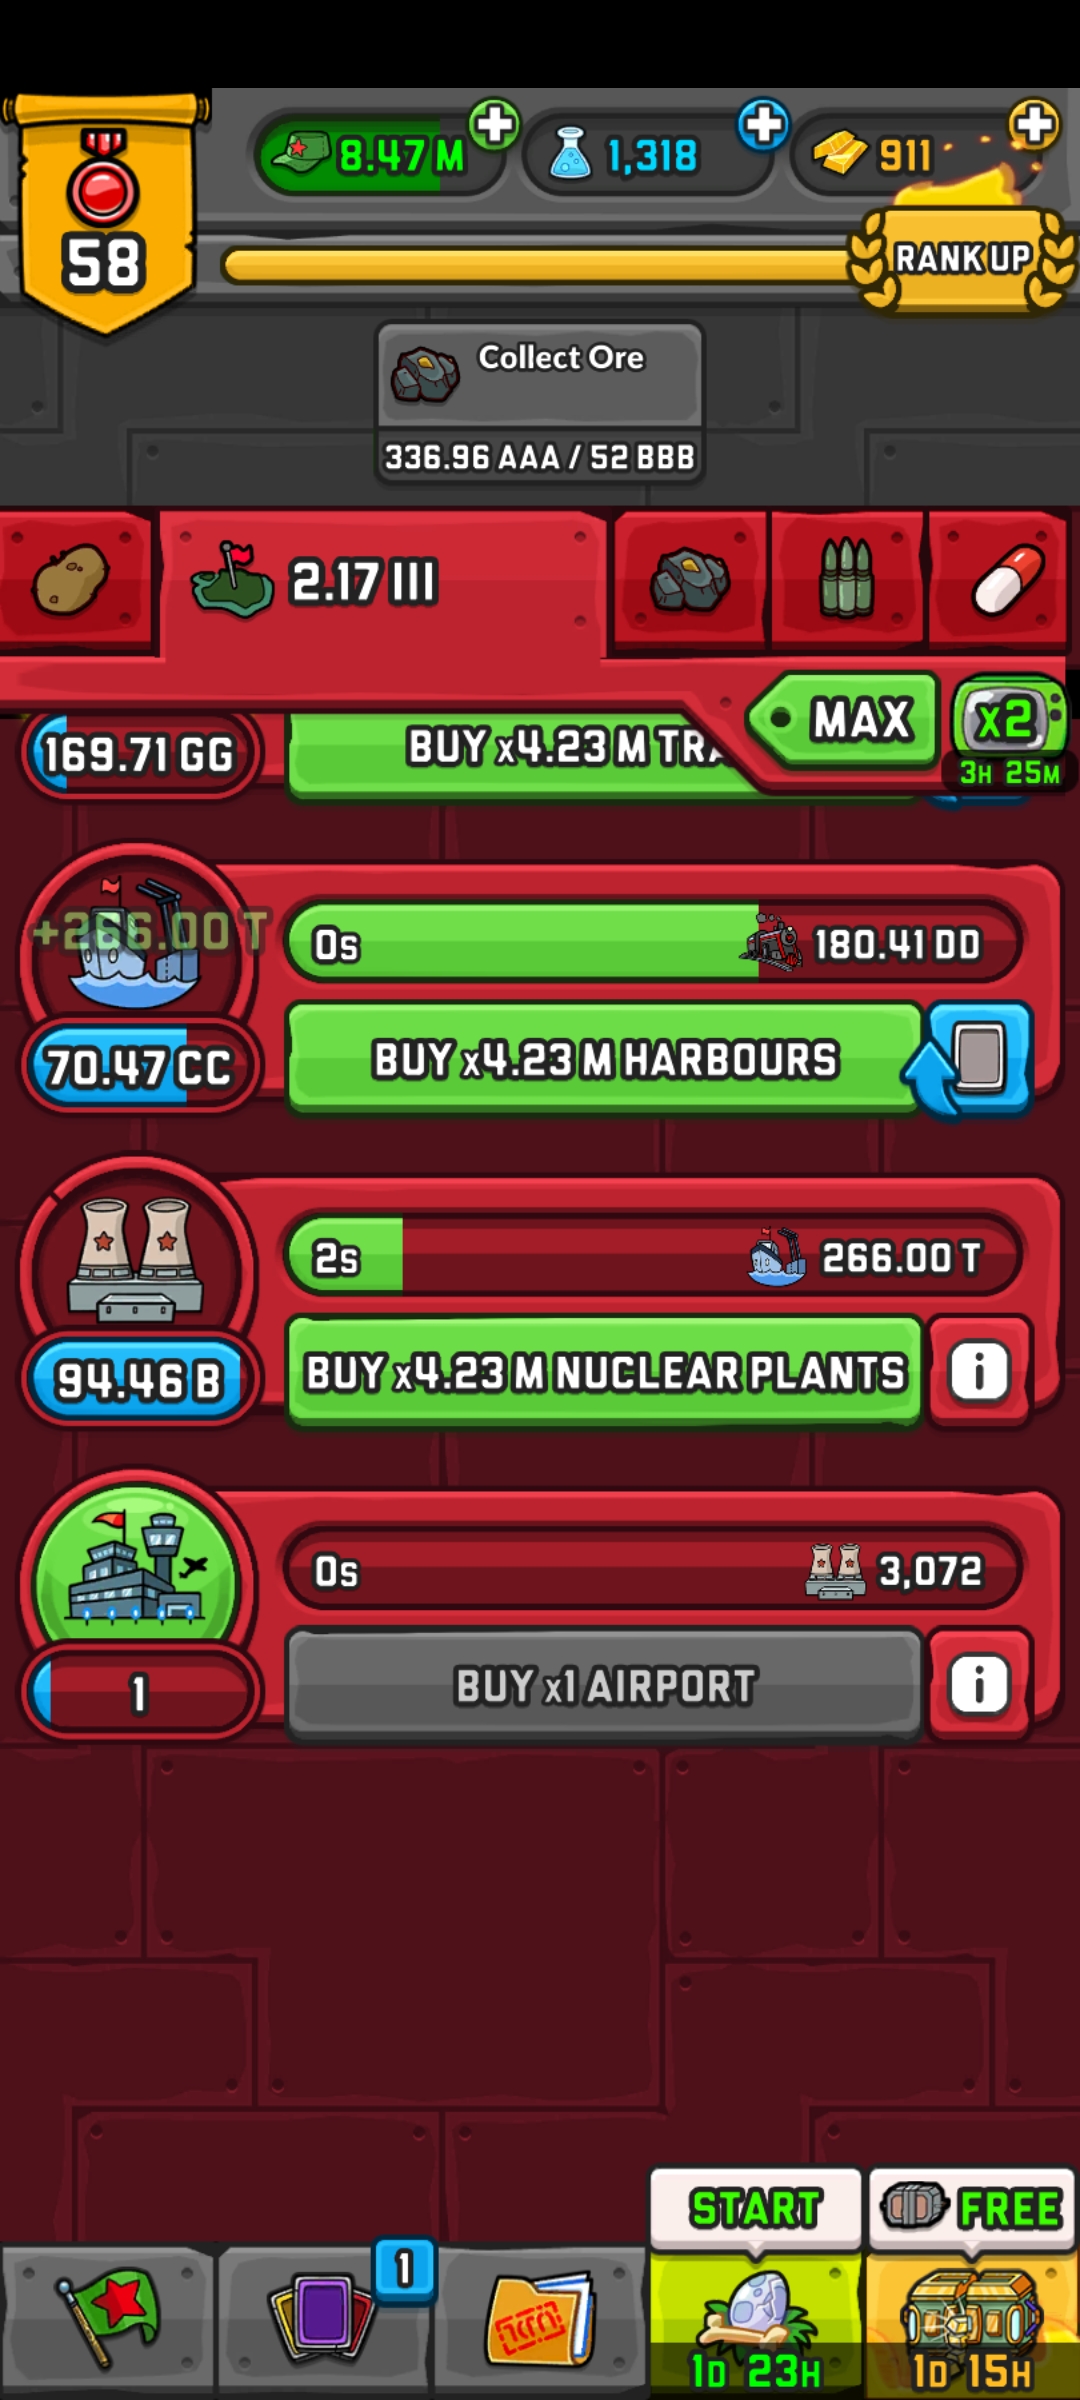 8.47 M
1,318
911
58
RANK UP
Collect Ore
336.96 AAA / 52 BBB
2.17 III
MAX
x2
3H 25M
169.71 GG
BUY x4.23 M TRA
+266.00 T
0s
180.41 DD
70.47 CC
BUY x4.23 M HARBOURS
2s
266.00 T
94.46 B
BUY x4.23 M NUCLEAR PLANTS
i
0s
3,072
1
BUY x1 AIRPORT
i
START
FREE
1
1D 23H
1D 15H